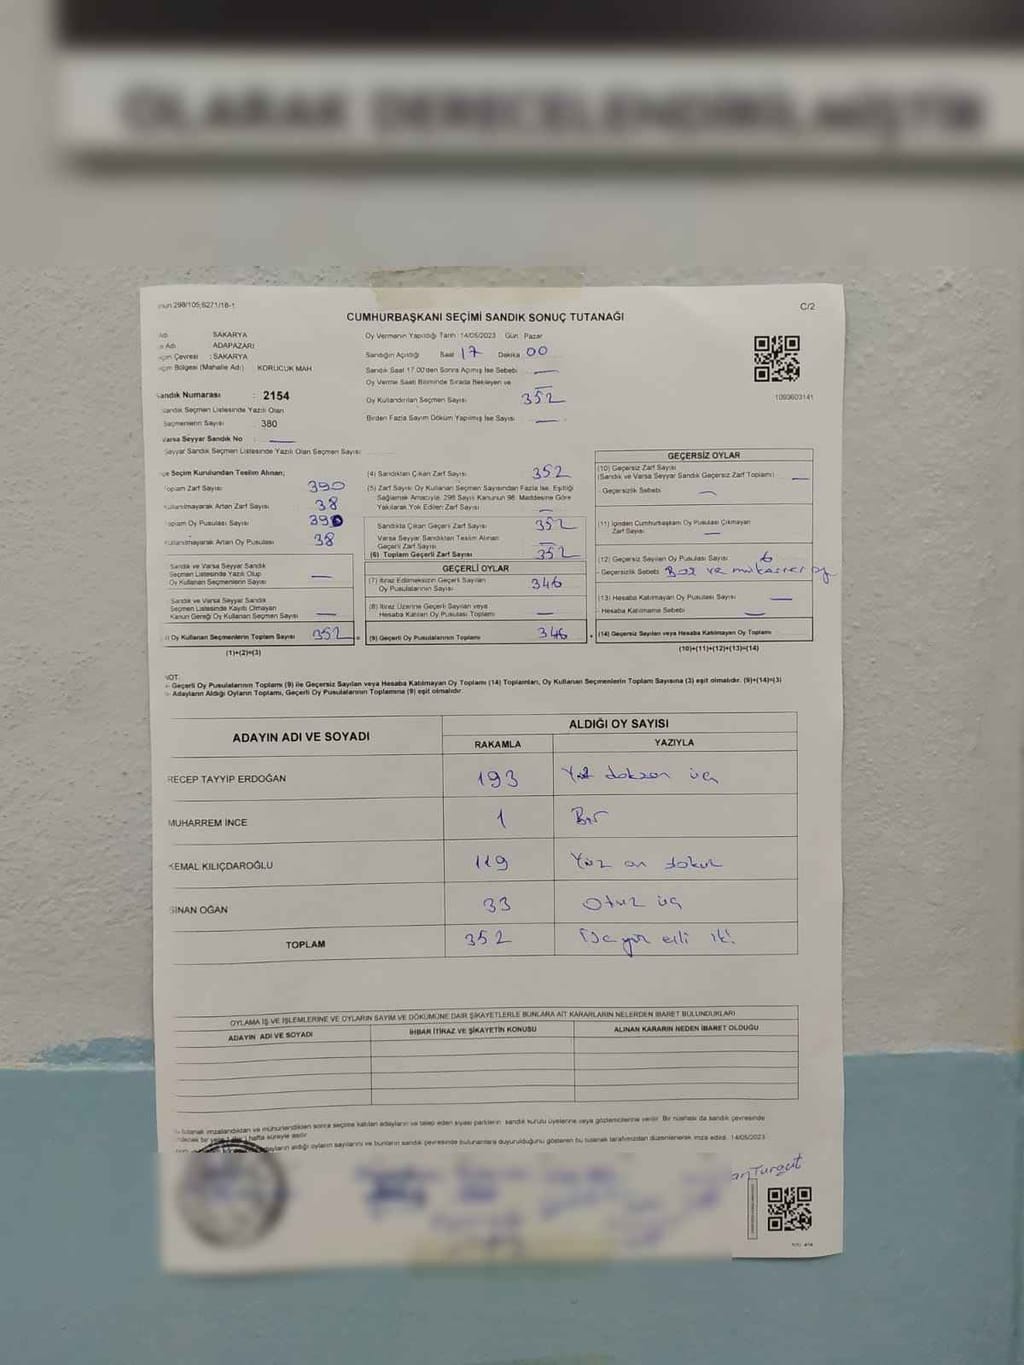 OLARAK DERECELENDİRİLMİŞTİR
298/105;6271/18-1
C/2
CUMHURBAŞKANI SEÇİMİ SANDIK SONUÇ TUTANAĞI
SAKARYA
ADAPAZARI
Çevresi : SAKARYA
Bölgesi (Mahalle Adı) KORUCUK MAH
Sandık Numarası : 2154
Sandık Seçmen Listesinde Yazılı Olan
Seçmenlerin Sayısı : 380
Varsa Seyyar Sandık No : —
Seyyar Sandık Seçmen Listesinde Yazılı Olan Seçmen Sayısı:
Oy Vermenin Yapıldığı Tarih :14/05/2023 Gün : Pazar
Sandığın Açıldığı Saat 17 Dakika 00
Sandık Saat 17.00'den Sonra Açımış İse Sebebi —
Oy Verme Saati Bitiminde Sırada Bekleyen ve —
Oy Kullandırılan Seçmen Sayısı 352
Birden Fazla Sayım Döküm Yapılmış İse Sayısı —
1093603141
Seçim Kurulundan Teslim Alınan;
Toplam Zarf Sayısı 390
Kullanılmayarak Artan Zarf Sayısı 38
Toplam Oy Pusulası Sayısı 390
Kullanılmayarak Artan Oy Pusulası 38
Sandık ve Varsa Seyyar Sandık
Seçmen Listesinde Yazılı Olup
Oy Kullanan Seçmenlerin Sayısı —
Sandık ve Varsa Seyyar Sandık
Seçmen Listesinde Kayıtlı Olmayan
Kanun Gereği Oy Kullanan Seçmen Sayısı —
Oy Kullanan Seçmenlerin Toplam Sayısı 352
(1)+(2)=(3)
(4) Sandıktan Çıkan Zarf Sayısı 352
(5) Zarf Sayısı Oy Kullanan Seçmen Sayısından Fazla İse, Eşitliği
Sağlamak Amacıyla, 298 Sayılı Kanunun 98. Maddesine Göre
Yakılarak Yok Edilen Zarf Sayısı —
Sandıkta Çıkan Geçerli Zarf Sayısı 352
Varsa Seyyar Sandıktan Teslim Alınan
Geçerli Zarf Sayısı —
(6) Toplam Geçerli Zarf Sayısı 352
GEÇERLİ OYLAR
(7) İtiraz Edilmeksizin Geçerli Sayılan
Oy Pusulalarının Sayısı 346
(8) İtiraz Üzerine Geçerli Sayılan veya
Hesaba Katılan Oy Pusulası Toplamı —
(9) Geçerli Oy Pusulalarının Toplamı 346
GEÇERSİZ OYLAR
(10) Geçersiz Zarf Sayısı
(Sandık ve Varsa Seyyar Sandık Geçersiz Zarf Toplamı) —
- Geçersizlik Sebebi —
(11) İçinden Cumhurbaşkanı Oy Pusulası Çıkmayan
Zarf Sayısı —
(12) Geçersiz Sayılan Oy Pusulası Sayısı 6
- Geçersizlik Sebebi Boz ve mükerrer oy
(13) Hesaba Katılmayan Oy Pusulası Sayısı —
- Hesaba Katılmama Sebebi —
(14) Geçersiz Sayılan veya Hesaba Katılmayan Oy Toplamı
(10)+(11)+(12)+(13)=(14)
NOT:
- Geçerli Oy Pusulalarının Toplamı (9) ile Geçersiz Sayılan veya Hesaba Katılmayan Oy Toplamı (14) Toplamları, Oy Kullanan Seçmenlerin Toplam Sayısına (3) eşit olmalıdır. (9)+(14)=(3)
- Adayların Aldığı Oyların Toplamı, Geçerli Oy Pusulalarının Toplamına (9) eşit olmalıdır.
ADAYIN ADI VE SOYADI
ALDIĞI OY SAYISI
RAKAMLA YAZIYLA
RECEP TAYYİP ERDOĞAN 193 Yüz doksan üç
MUHARREM İNCE 1 Bir
KEMAL KILIÇDAROĞLU 119 Yüz on dokuz
SİNAN OĞAN 33 Otuz üç
TOPLAM 352 Üç yüz elli iki
OYLAMA İŞ VE İŞLEMLERİNE VE OYLARIN SAYIM VE DÖKÜMÜNE DAİR ŞİKAYETLERLE BUNLARA AİT KARARLARIN NELERDEN İBARET BULUNDUKLARI
ADAYIN ADI VE SOYADI İHBAR İTİRAZ VE ŞİKAYETİN KONUSU ALINAN KARARIN NEDEN İBARET OLDUĞU
tutanak imzalandıktan ve mühürlendikten sonra seçime katılan adayların ve talep eden siyasi partilerin sandık kurulu üyelerine veya gözlemcilerine verilir. Bir nüshası da sandık çevresinde
bir yere 1 hafta süreyle asılır.
adayların aldığı oyların sayılarını ve bunların sandık çevresinde bulunanlara duyurulduğunu gösteren bu tutanak tarafımızdan düzenlenerek imza edildi. 14/05/2023
Turgut